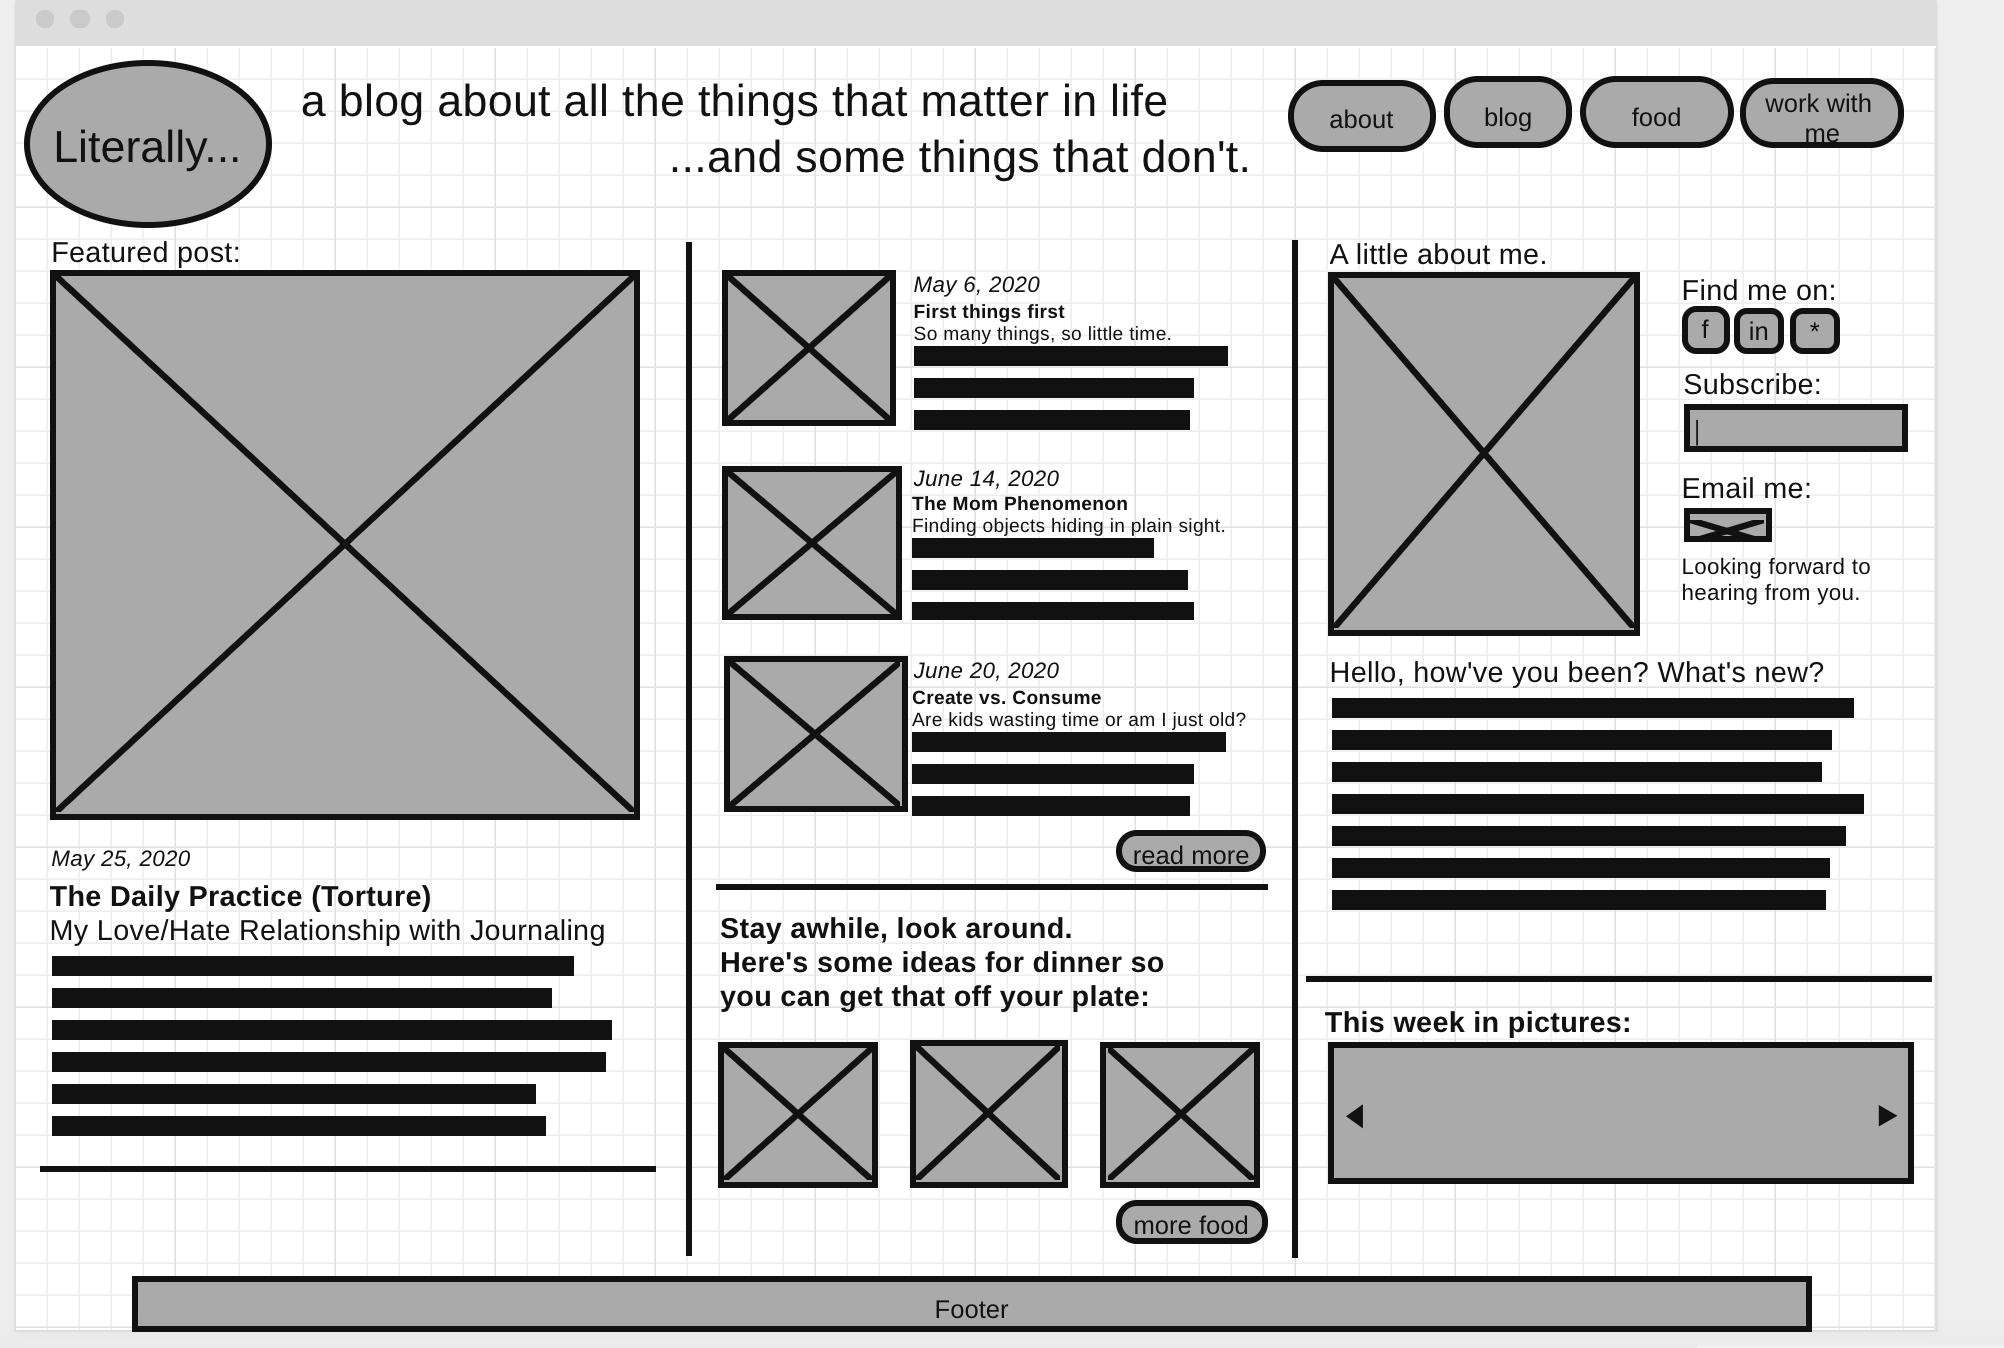 Literally...
a blog about all the things that matter in life
...and some things that don't.
about
blog
food
work with
me
Featured post:
May 25, 2020
The Daily Practice (Torture)
My Love/Hate Relationship with Journaling
May 6, 2020
First things first
So many things, so little time.
June 14, 2020
The Mom Phenomenon
Finding objects hiding in plain sight.
June 20, 2020
Create vs. Consume
Are kids wasting time or am I just old?
read more
Stay awhile, look around.
Here's some ideas for dinner so
you can get that off your plate:
more food
A little about me.
Find me on:
f
in
*
Subscribe:
Email me:
Looking forward to
hearing from you.
Hello, how've you been? What's new?
This week in pictures:
Footer